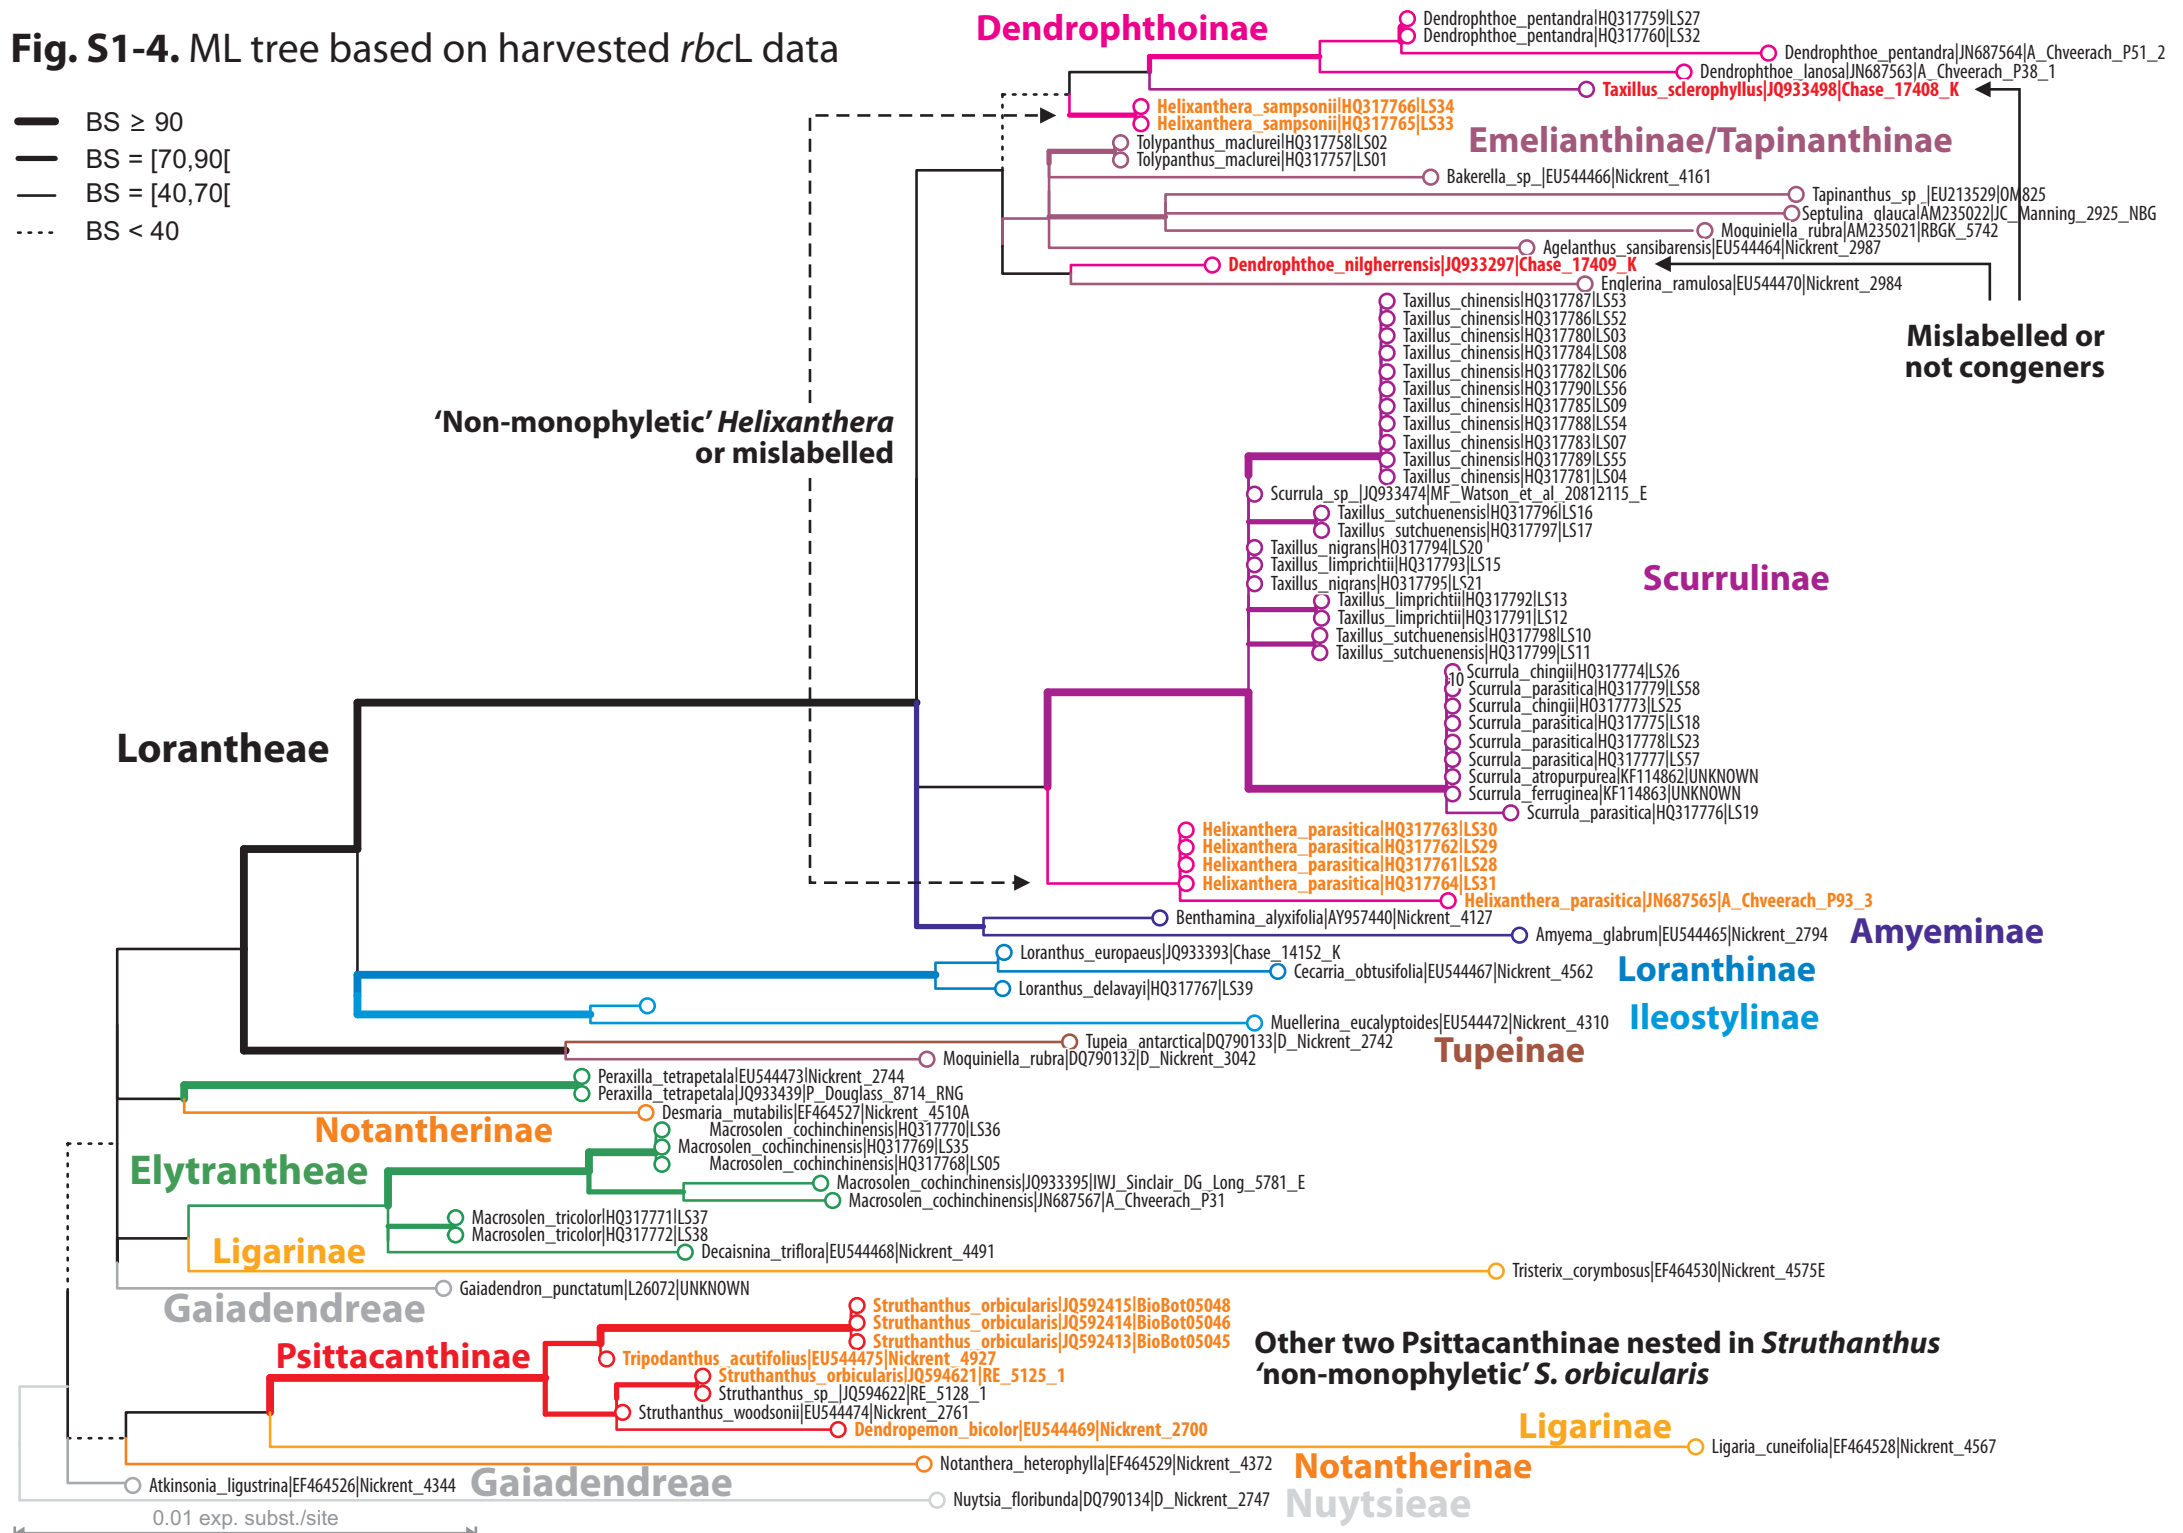 Fig. S1-4. ML tree based on harvested rbcL data
BS ≥ 90
BS = [70,90[
BS = [40,70[
BS < 40
Dendrophthoinae
Dendrophthoe_pentandra|HQ317759|LS27
Dendrophthoe_pentandra|HQ317760|LS32
Dendrophthoe_pentandra|JN687564|A_Chveerach_P51_2
Dendrophthoe_lanosa|JN687563|A_Chveerach_P38_1
Taxillus_sclerophyllus|JQ933498|Chase_17408_K
Helixanthera_sampsonii|HQ317766|LS34
Helixanthera_sampsonii|HQ317765|LS33
Emelianthinae/Tapinanthinae
Tolypanthus_maclurei|HQ317758|LS02
Tolypanthus_maclurei|HQ317757|LS01
Bakerella_sp_|EU544466|Nickrent_4161
Tapinanthus_sp_|EU213529|OM825
Septulina_glauca|AM235022|JC_Manning_2925_NBG
Moquiniella_rubra|AM235021|RBGK_5742
Agelanthus_sansibarensis|EU544464|Nickrent_2987
Dendrophthoe_nilgherrensis|JQ933297|Chase_17409_K
Englerina_ramulosa|EU544470|Nickrent_2984
Mislabelled or
not congeners
Taxillus_chinensis|HQ317787|LS53
Taxillus_chinensis|HQ317786|LS52
Taxillus_chinensis|HQ317780|LS03
Taxillus_chinensis|HQ317784|LS08
Taxillus_chinensis|HQ317782|LS06
Taxillus_chinensis|HQ317790|LS56
Taxillus_chinensis|HQ317785|LS09
Taxillus_chinensis|HQ317788|LS54
Taxillus_chinensis|HQ317783|LS07
Taxillus_chinensis|HQ317789|LS55
Taxillus_chinensis|HQ317781|LS04
‘Non-monophyletic’ Helixanthera
or mislabelled
Scurrula_sp_|JQ933474|MF_Watson_et_al_20812115_E
Taxillus_sutchuenensis|HQ317796|LS16
Taxillus_sutchuenensis|HQ317797|LS17
Taxillus_nigrans|HQ317794|LS20
Taxillus_limprichtii|HQ317793|LS15
Taxillus_nigrans|HQ317795|LS21
Scurrulinae
Taxillus_limprichtii|HQ317792|LS13
Taxillus_limprichtii|HQ317791|LS12
Taxillus_sutchuenensis|HQ317798|LS10
Taxillus_sutchuenensis|HQ317799|LS11
Scurrula_chingii|HQ317774|LS26
10
Scurrula_parasitica|HQ317779|LS58
Scurrula_chingii|HQ317773|LS25
Scurrula_parasitica|HQ317775|LS18
Scurrula_parasitica|HQ317778|LS23
Scurrula_parasitica|HQ317777|LS57
Scurrula_atropurpurea|KF114862|UNKNOWN
Scurrula_ferruginea|KF114863|UNKNOWN
Scurrula_parasitica|HQ317776|LS19
Lorantheae
Helixanthera_parasitica|HQ317763|LS30
Helixanthera_parasitica|HQ317762|LS29
Helixanthera_parasitica|HQ317761|LS28
Helixanthera_parasitica|HQ317764|LS31
Helixanthera_parasitica|JN687565|A_Chveerach_P93_3
Benthamina_alyxifolia|AY957440|Nickrent_4127
Amyema_glabrum|EU544465|Nickrent_2794
Amyeminae
Loranthus_europaeus|JQ933393|Chase_14152_K
Cecarria_obtusifolia|EU544467|Nickrent_4562
Loranthinae
Loranthus_delavayi|HQ317767|LS39
Muellerina_eucalyptoides|EU544472|Nickrent_4310
Ileostylinae
Tupeia_antarctica|DQ790133|D_Nickrent_2742
Tupeinae
Moquiniella_rubra|DQ790132|D_Nickrent_3042
Peraxilla_tetrapetala|EU544473|Nickrent_2744
Peraxilla_tetrapetala|JQ933439|P_Douglass_8714_RNG
Desmaria_mutabilis|EF464527|Nickrent_4510A
Notantherinae
Macrosolen_cochinchinensis|HQ317770|LS36
Macrosolen_cochinchinensis|HQ317769|LS35
Macrosolen_cochinchinensis|HQ317768|LS05
Elytrantheae
Macrosolen_cochinchinensis|JQ933395|IWJ_Sinclair_DG_Long_5781_E
Macrosolen_cochinchinensis|JN687567|A_Chveerach_P31
Macrosolen_tricolor|HQ317771|LS37
Macrosolen_tricolor|HQ317772|LS38
Decaisnina_triflora|EU544468|Nickrent_4491
Ligarinae
Tristerix_corymbosus|EF464530|Nickrent_4575E
Gaiadendron_punctatum|L26072|UNKNOWN
Gaiadendreae
Struthanthus_orbicularis|JQ592415|BioBot05048
Struthanthus_orbicularis|JQ592414|BioBot05046
Struthanthus_orbicularis|JQ592413|BioBot05045
Psittacanthinae
Tripodanthus_acutifolius|EU544475|Nickrent_4927
Other two Psittacanthinae nested in Struthanthus
‘non-monophyletic’ S. orbicularis
Struthanthus_orbicularis|JQ594621|RE_5125_1
Struthanthus_sp_|JQ594622|RE_5128_1
Struthanthus_woodsonii|EU544474|Nickrent_2761
Dendropemon_bicolor|EU544469|Nickrent_2700
Ligarinae
Ligaria_cuneifolia|EF464528|Nickrent_4567
Notanthera_heterophylla|EF464529|Nickrent_4372
Notantherinae
Atkinsonia_ligustrina|EF464526|Nickrent_4344
Gaiadendreae
Nuytsia_floribunda|DQ790134|D_Nickrent_2747
Nuytsieae
0.01 exp. subst./site